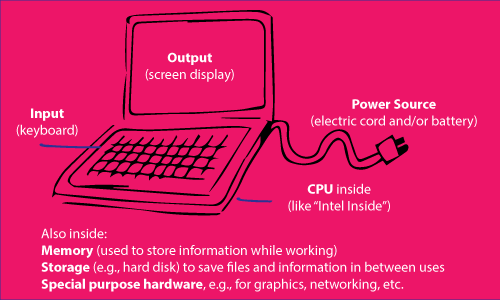 Output
(screen display)
Input
(keyboard)
Power Source
(electric cord and/or battery)
CPU inside
(like “Intel Inside”)
Also inside:
Memory (used to store information while working)
Storage (e.g., hard disk) to save files and information in between uses
Special purpose hardware, e.g., for graphics, networking, etc.